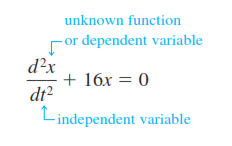 unknown function
or dependent variable
d²x
dt²
+ 16x = 0
independent variable